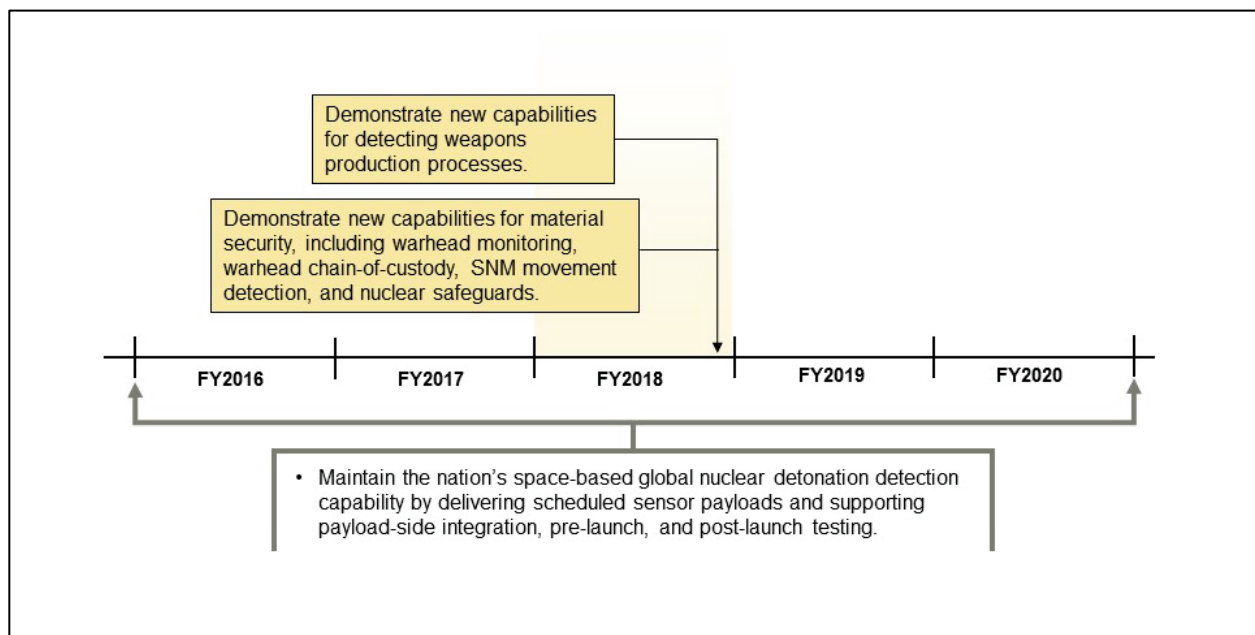 Demonstrate new capabilities
for detecting weapons
production processes.
Demonstrate new capabilities for material
security, including warhead monitoring,
warhead chain-of-custody, SNM movement
detection, and nuclear safeguards.
FY2016
FY2017
FY2018
FY2019
FY2020
• Maintain the nation’s space-based global nuclear detonation detection
capability by delivering scheduled sensor payloads and supporting
payload-side integration, pre-launch, and post-launch testing.